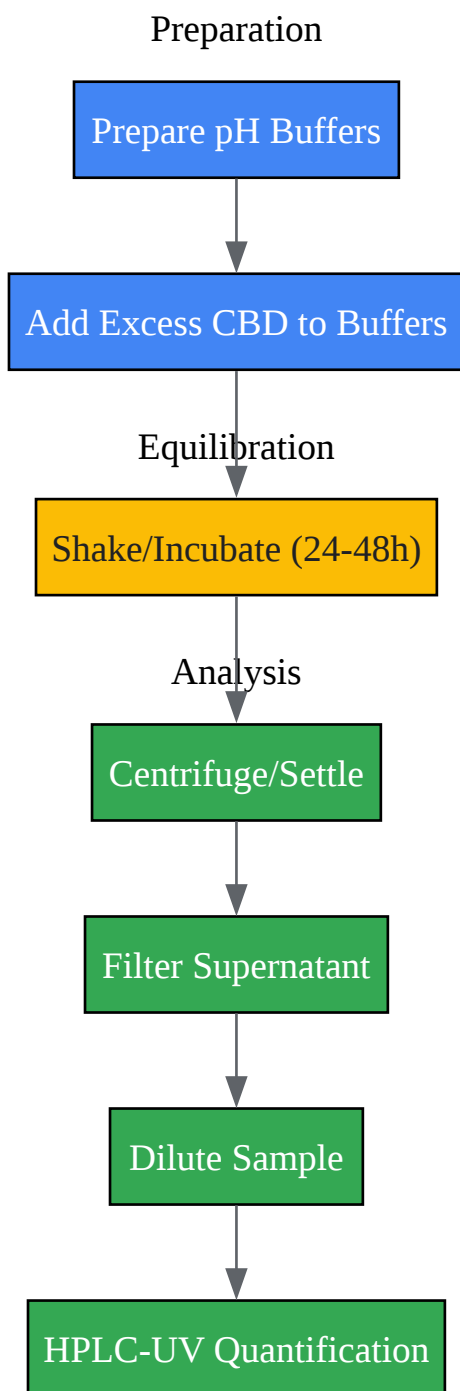 Preparation
Prepare pH Buffers
Add Excess CBD to Buffers
Equilibration
Shake/Incubate (24-48h)
Analysis
Centrifuge/Settle
Filter Supernatant
Dilute Sample
HPLC-UV Quantification